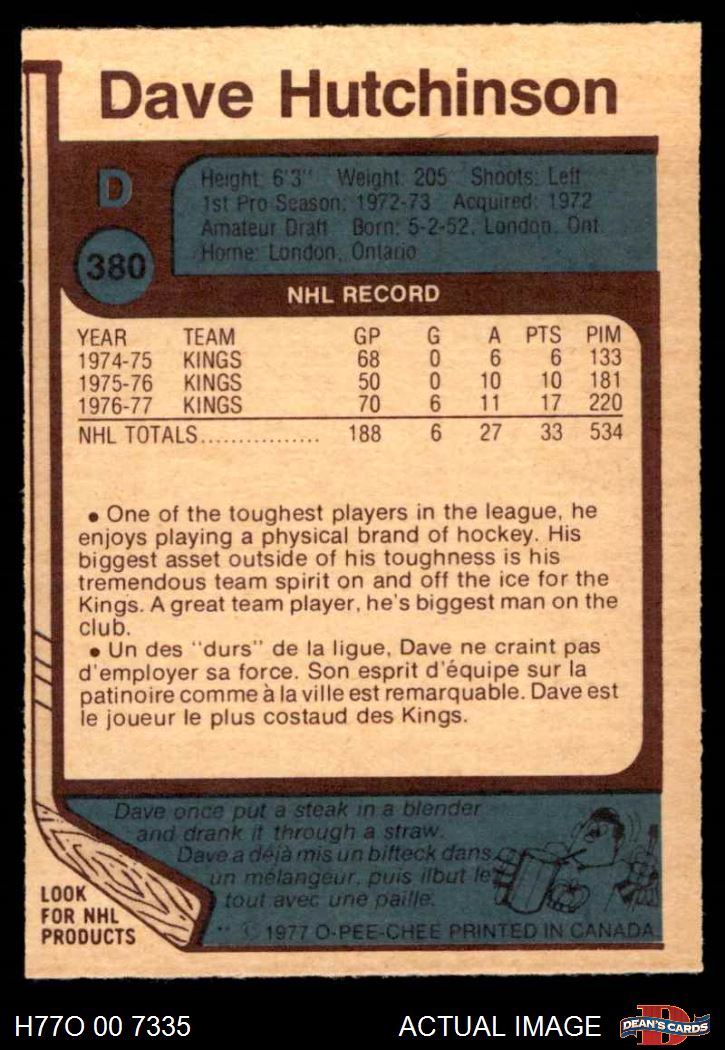 Dave Hutchinson
D
380
Height: 6'3" Weight: 205 Shoots: Left
1st Pro Season: 1972-73 Acquired: 1972
Amateur Draft Born: 5-2-52, London, Ont.
Home: London, Ontario
NHL RECORD
YEAR TEAM GP G A PTS PIM
1974-75 KINGS 68 0 6 6 133
1975-76 KINGS 50 0 10 10 181
1976-77 KINGS 70 6 11 17 220
NHL TOTALS................ 188 6 27 33 534
• One of the toughest players in the league, he
enjoys playing a physical brand of hockey. His
biggest asset outside of his toughness is his
tremendous team spirit on and off the ice for the
Kings. A great team player, he's biggest man on the
club.
• Un des "durs" de la ligue, Dave ne craint pas
d'employer sa force. Son esprit d'équipe sur la
patinoire comme à la ville est remarquable. Dave est
le joueur le plus costaud des Kings.
Dave once put a steak in a blender
and drank it through a straw.
Dave a déjà mis un bifteck dans
un mélangeur, puis il but le
tout avec une paille.
LOOK
FOR NHL
PRODUCTS
** © 1977 O-PEE-CHEE PRINTED IN CANADA
H77O 00 7335
ACTUAL IMAGE
D
DEAN'S CARDS